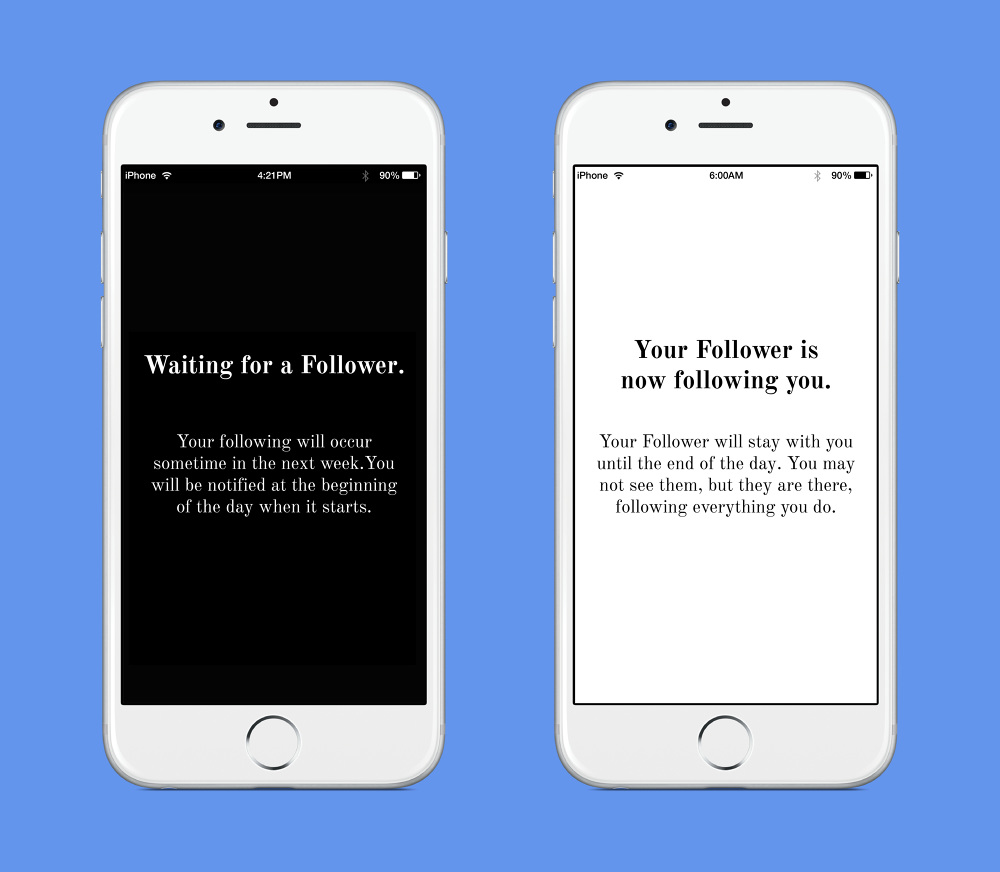 iPhone 4:21PM 90%
Waiting for a Follower.
Your following will occur
sometime in the next week.You
will be notified at the beginning
of the day when it starts.
iPhone 6:00AM 90%
Your Follower is
now following you.
Your Follower will stay with you
until the end of the day. You may
not see them, but they are there,
following everything you do.